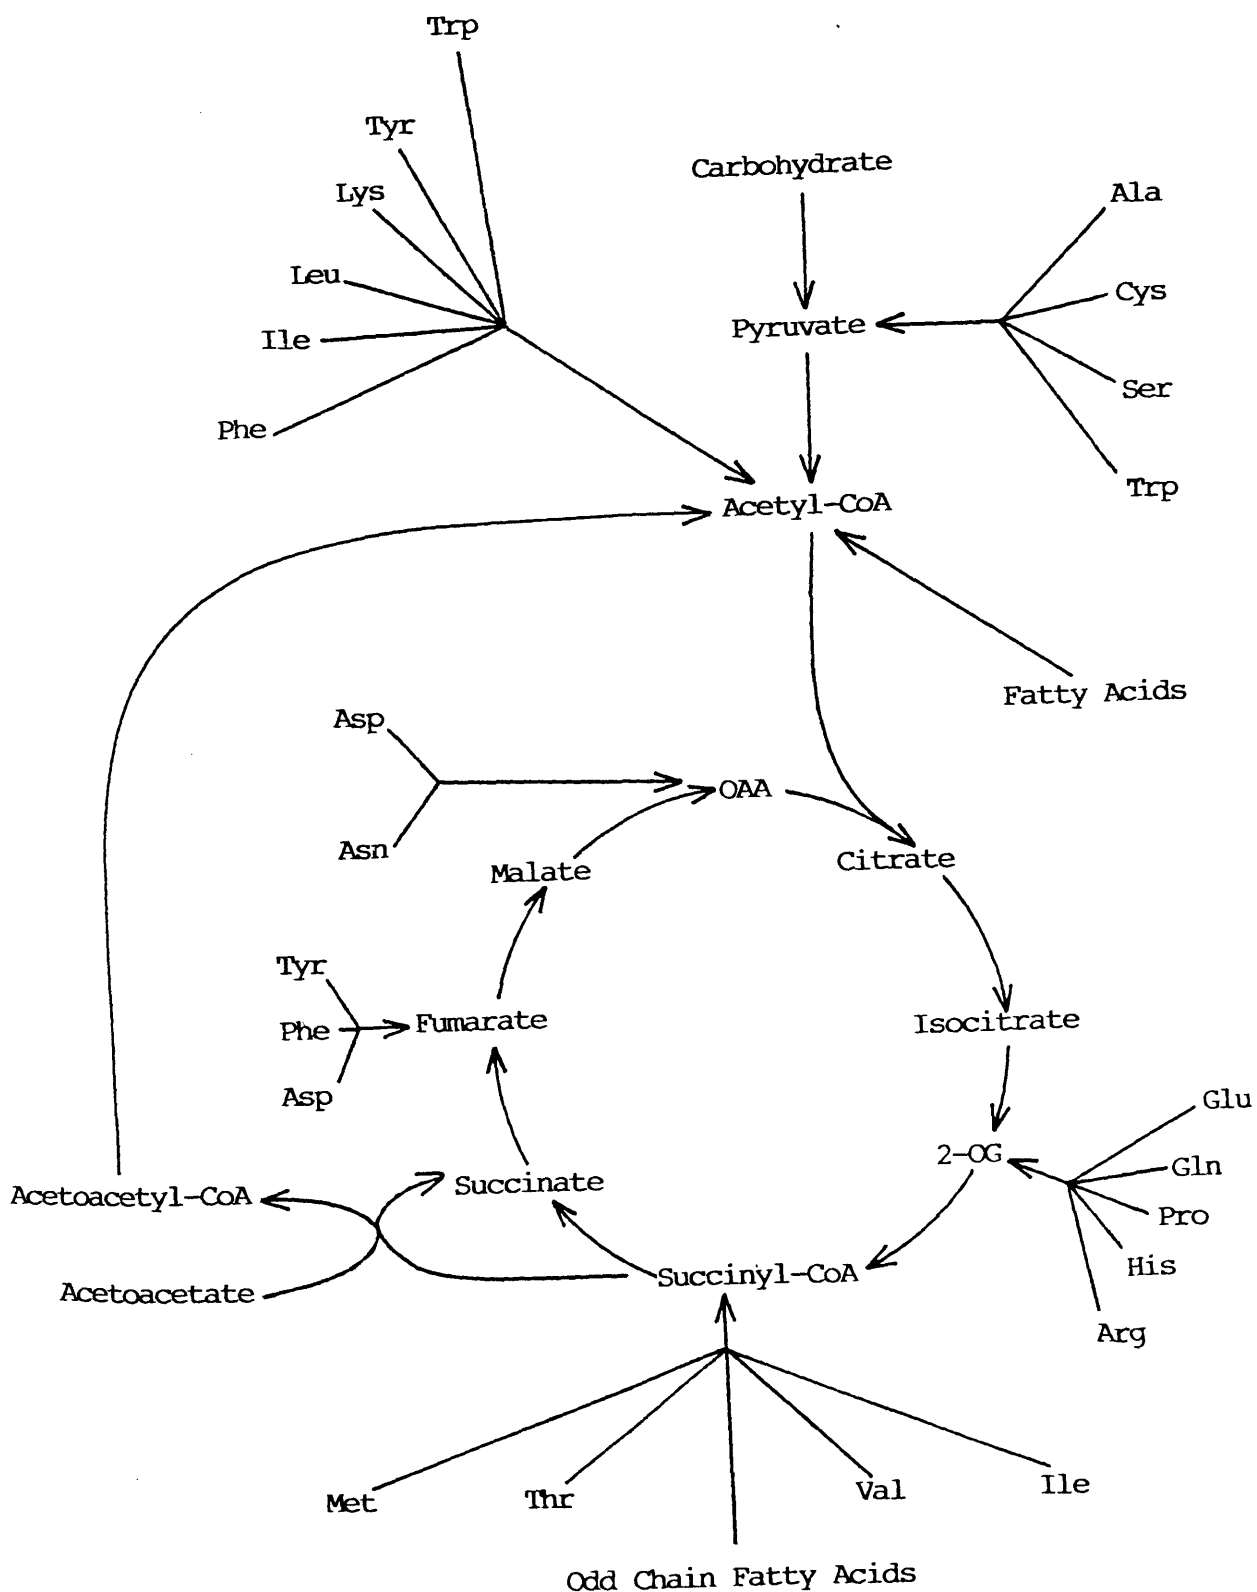 Trp
Tyr
Carbohydrate
Lys
Ala
Leu
Cys
Ile
Pyruvate
Ser
Phe
Trp
Acetyl-CoA
Fatty Acids
Asp
OAA
Asn
Citrate
Malate
Tyr
Phe
Fumarate
Isocitrate
Asp
Glu
2-OG
Gln
Acetoacetyl-CoA
Succinate
Pro
His
Acetoacetate
Succinyl-CoA
Arg
Met
Thr
Val
Ile
Odd Chain Fatty Acids